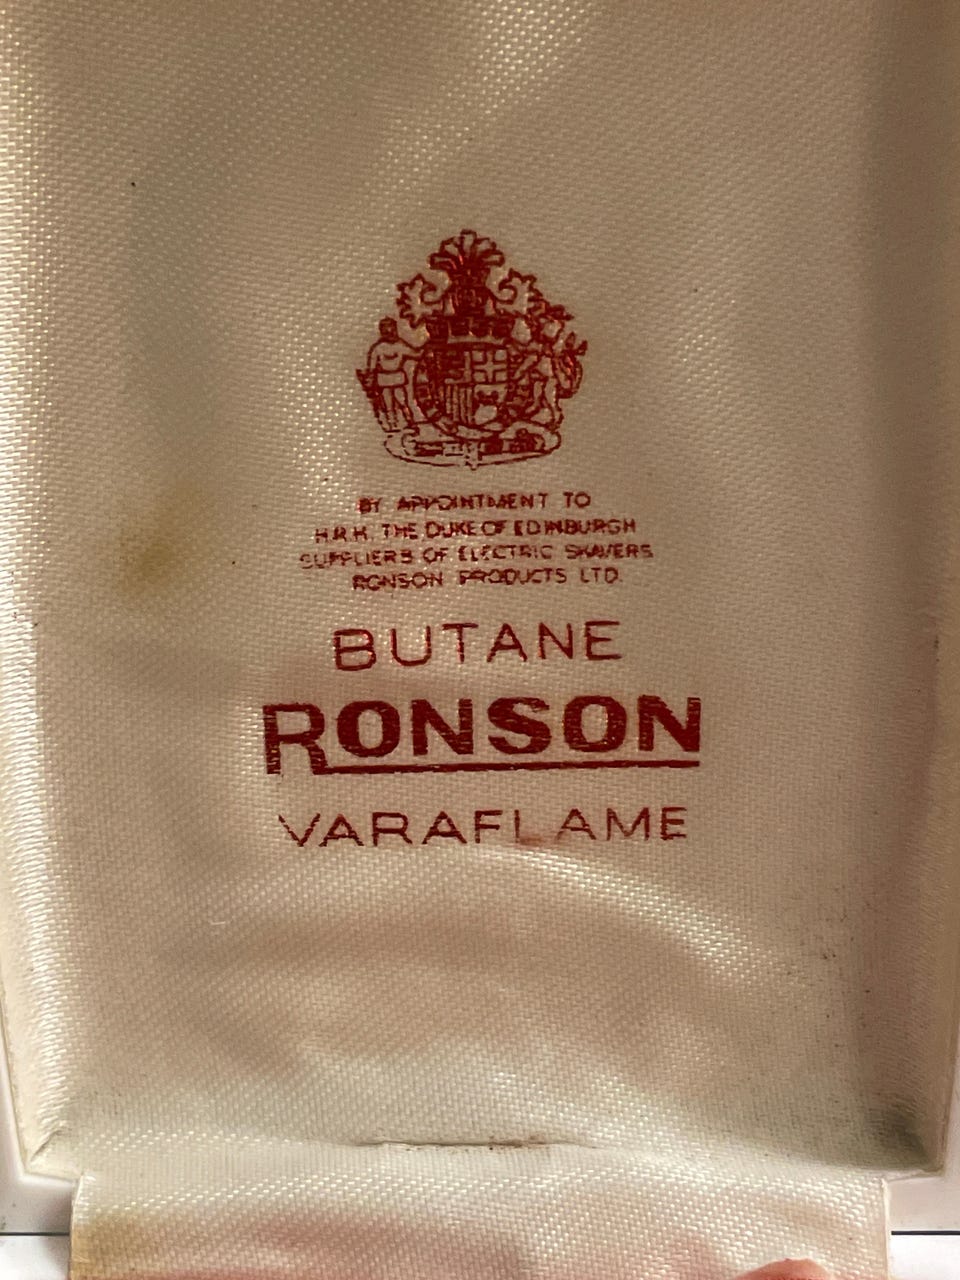 BY APPOINTMENT TO
H.R.H. THE DUKE OF EDINBURGH
SUPPLIERS OF ELECTRIC SHAVERS
RONSON PRODUCTS LTD.
BUTANE
RONSON
VARAFLAME